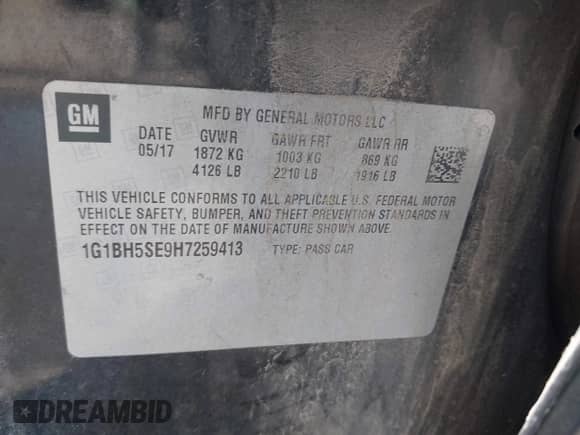 GM
MFD BY GENERAL MOTORS LLC
DATE GVWR GAWR FRT GAWR RR
05/17 1872 KG 1003 KG 869 KG
4126 LB 2210 LB 1916 LB
THIS VEHICLE CONFORMS TO ALL APPLICABLE U.S. FEDERAL MOTOR
VEHICLE SAFETY, BUMPER, AND THEFT PREVENTION STANDARDS IN
EFFECT ON THE DATE OF MANUFACTURE SHOWN ABOVE.
1G1BH5SE9H7259413 TYPE: PASS CAR
DREAMBID